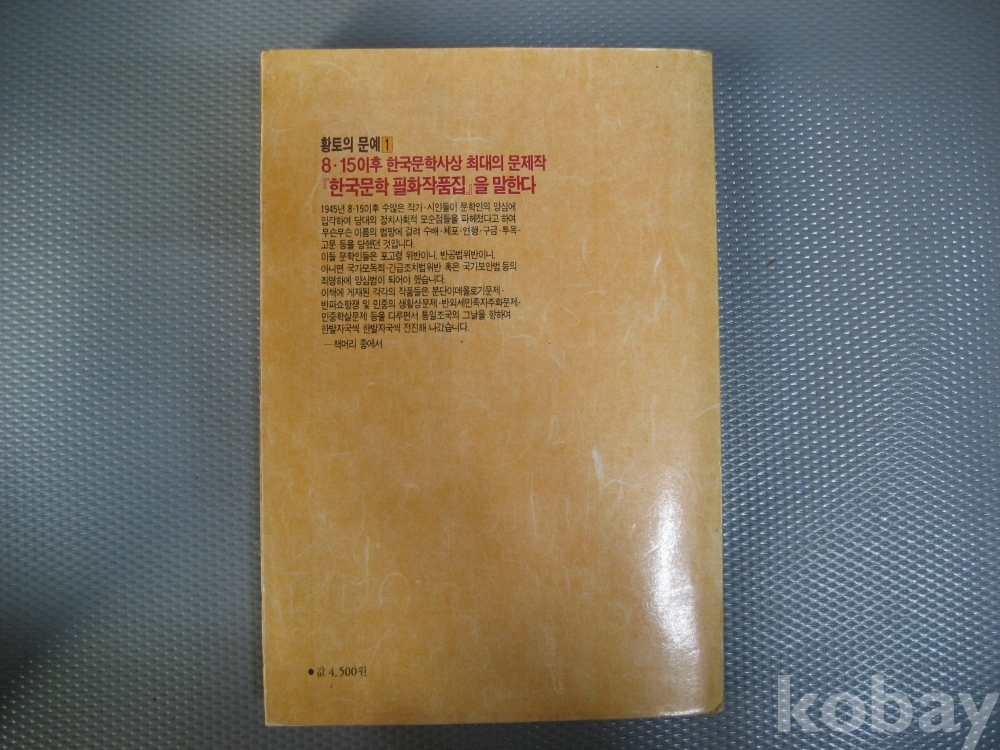 황토의 문예 1
8·15이후 한국문학사상 최대의 문제작
『한국문학 필화작품집』을 말한다
1945년 8·15이후 수많은 작가·시인들이 문학인의 양심에
입각하여 당대의 정치사회적 모순점들을 파헤쳤다고 하여
무슨무슨 이름의 법망에 걸려 수배·체포·연행·구금·투옥·
고문 등을 당했던 것입니다.
이들 문학인들은 포고령 위반이니, 반공법위반이니,
아니면 국가모독죄·긴급조치법위반 혹은 국가보안법 등의
죄명하에 양심범이 되어야 했습니다.
이책에 게재된 각각의 작품들은 분단이데올로기문제·
반파쇼항쟁 및 민중의 생활상문제·반외세민족자주화문제·
민중학살문제 등을 다루면서 통일조국의 그날을 향하여
한발자국씩 한발자국씩 전진해 나갔습니다.
— 책머리 중에서
● 값 4,500원
kobay